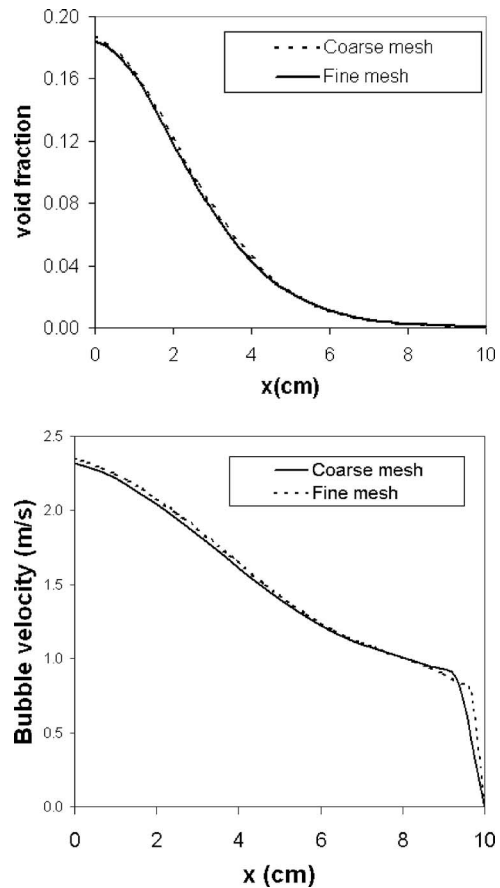 0.20
0.16
0.12
0.08
0.04
0.00
void fraction
Coarse mesh
Fine mesh
0 2 4 6 8 10
x(cm)
2.5
2.0
1.5
1.0
0.5
0.0
Bubble velocity (m/s)
Coarse mesh
Fine mesh
0 2 4 6 8 10
x (cm)